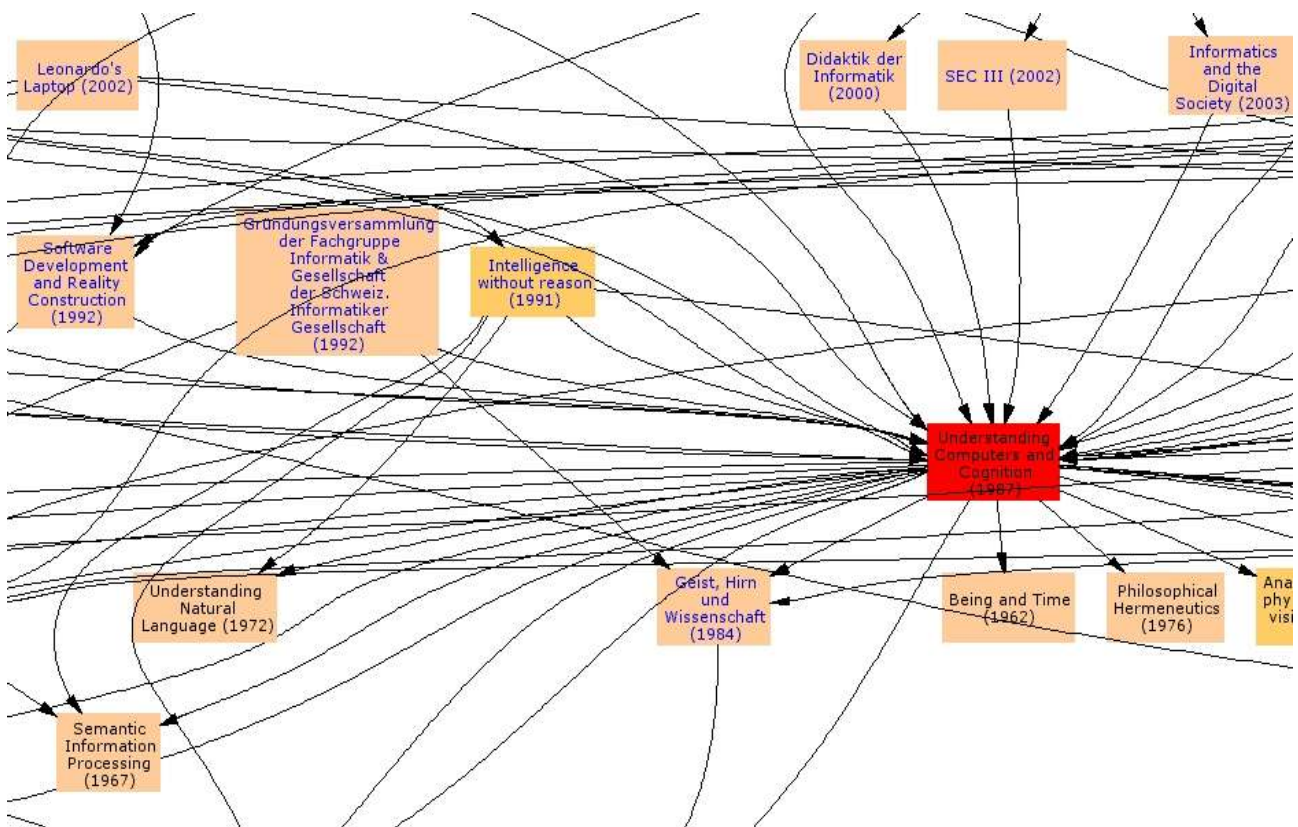 Leonardo's
Laptop (2002)
Didaktik der
Informatik
(2000)
SEC III (2002)
Informatics
and the
Digital
Society (2003)
Software
Development
and Reality
Construction
(1992)
Gründungsversammlung
der Fachgruppe
Informatik &
Gesellschaft
der Schweiz.
Informatiker
Gesellschaft
(1992)
Intelligence
without reason
(1991)
Understanding
Computers and
Cognition
(1987)
Understanding
Natural
Language (1972)
Geist, Hirn
und
Wissenschaft
(1984)
Being and Time
(1962)
Philosophical
Hermeneutics
(1976)
Ana
phy
visi
Semantic
Information
Processing
(1967)